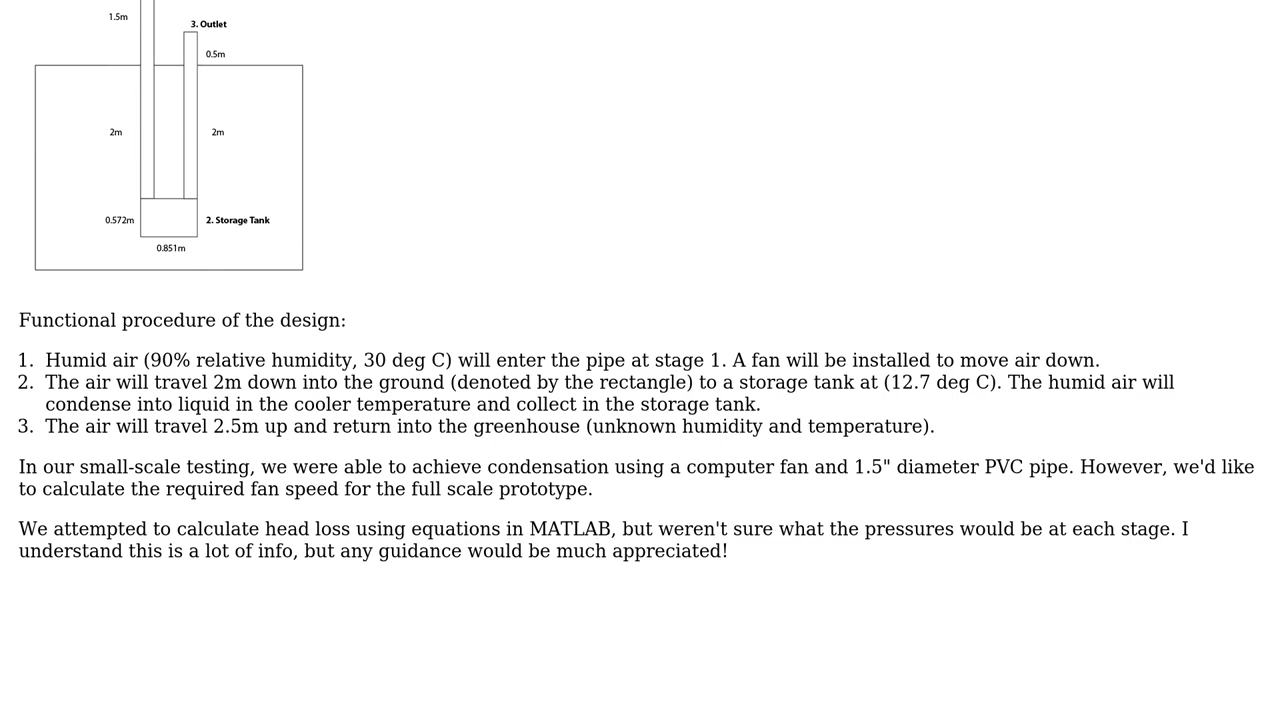 1.5m
3. Outlet
0.5m
2m
2m
0.572m
2. Storage Tank
0.851m
Functional procedure of the design:
1. Humid air (90% relative humidity, 30 deg C) will enter the pipe at stage 1. A fan will be installed to move air down.
2. The air will travel 2m down into the ground (denoted by the rectangle) to a storage tank at (12.7 deg C). The humid air will
condense into liquid in the cooler temperature and collect in the storage tank.
3. The air will travel 2.5m up and return into the greenhouse (unknown humidity and temperature).
In our small-scale testing, we were able to achieve condensation using a computer fan and 1.5" diameter PVC pipe. However, we'd like
to calculate the required fan speed for the full scale prototype.
We attempted to calculate head loss using equations in MATLAB, but weren't sure what the pressures would be at each stage. I
understand this is a lot of info, but any guidance would be much appreciated!